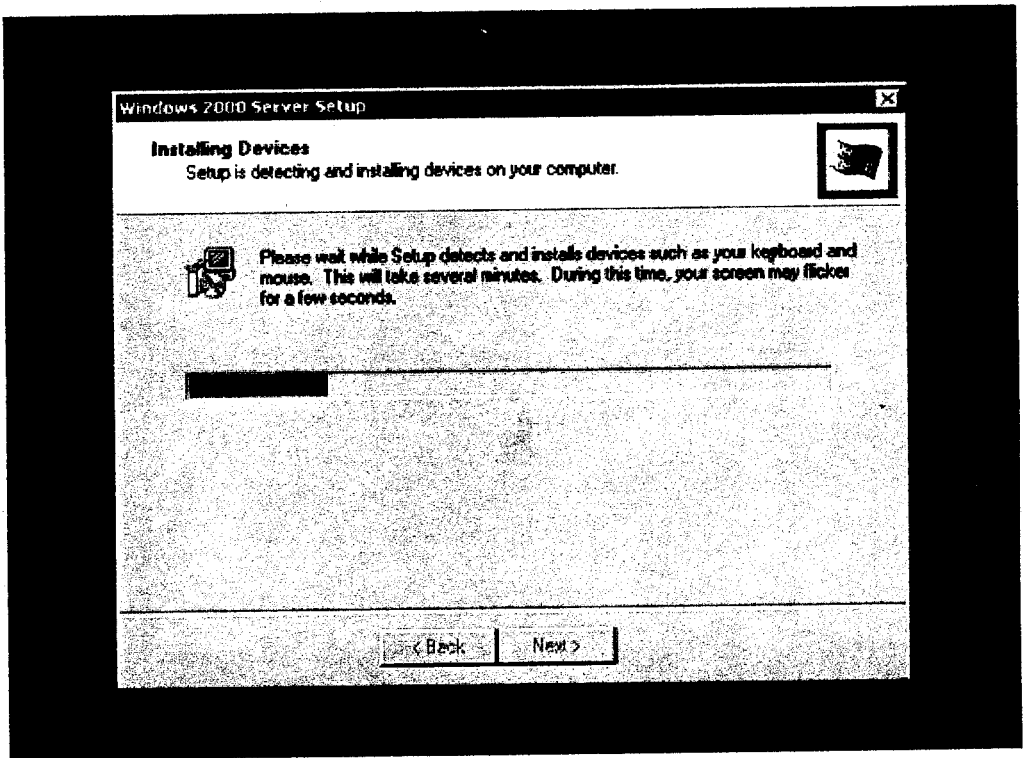 Windows 2000 Server Setup
Installing Devices
Setup is detecting and installing devices on your computer.
Please wait while Setup detects and installs devices such as your keyboard and
mouse. This will take several minutes. During this time, your screen may flicker
for a few seconds.
< Back
Next >